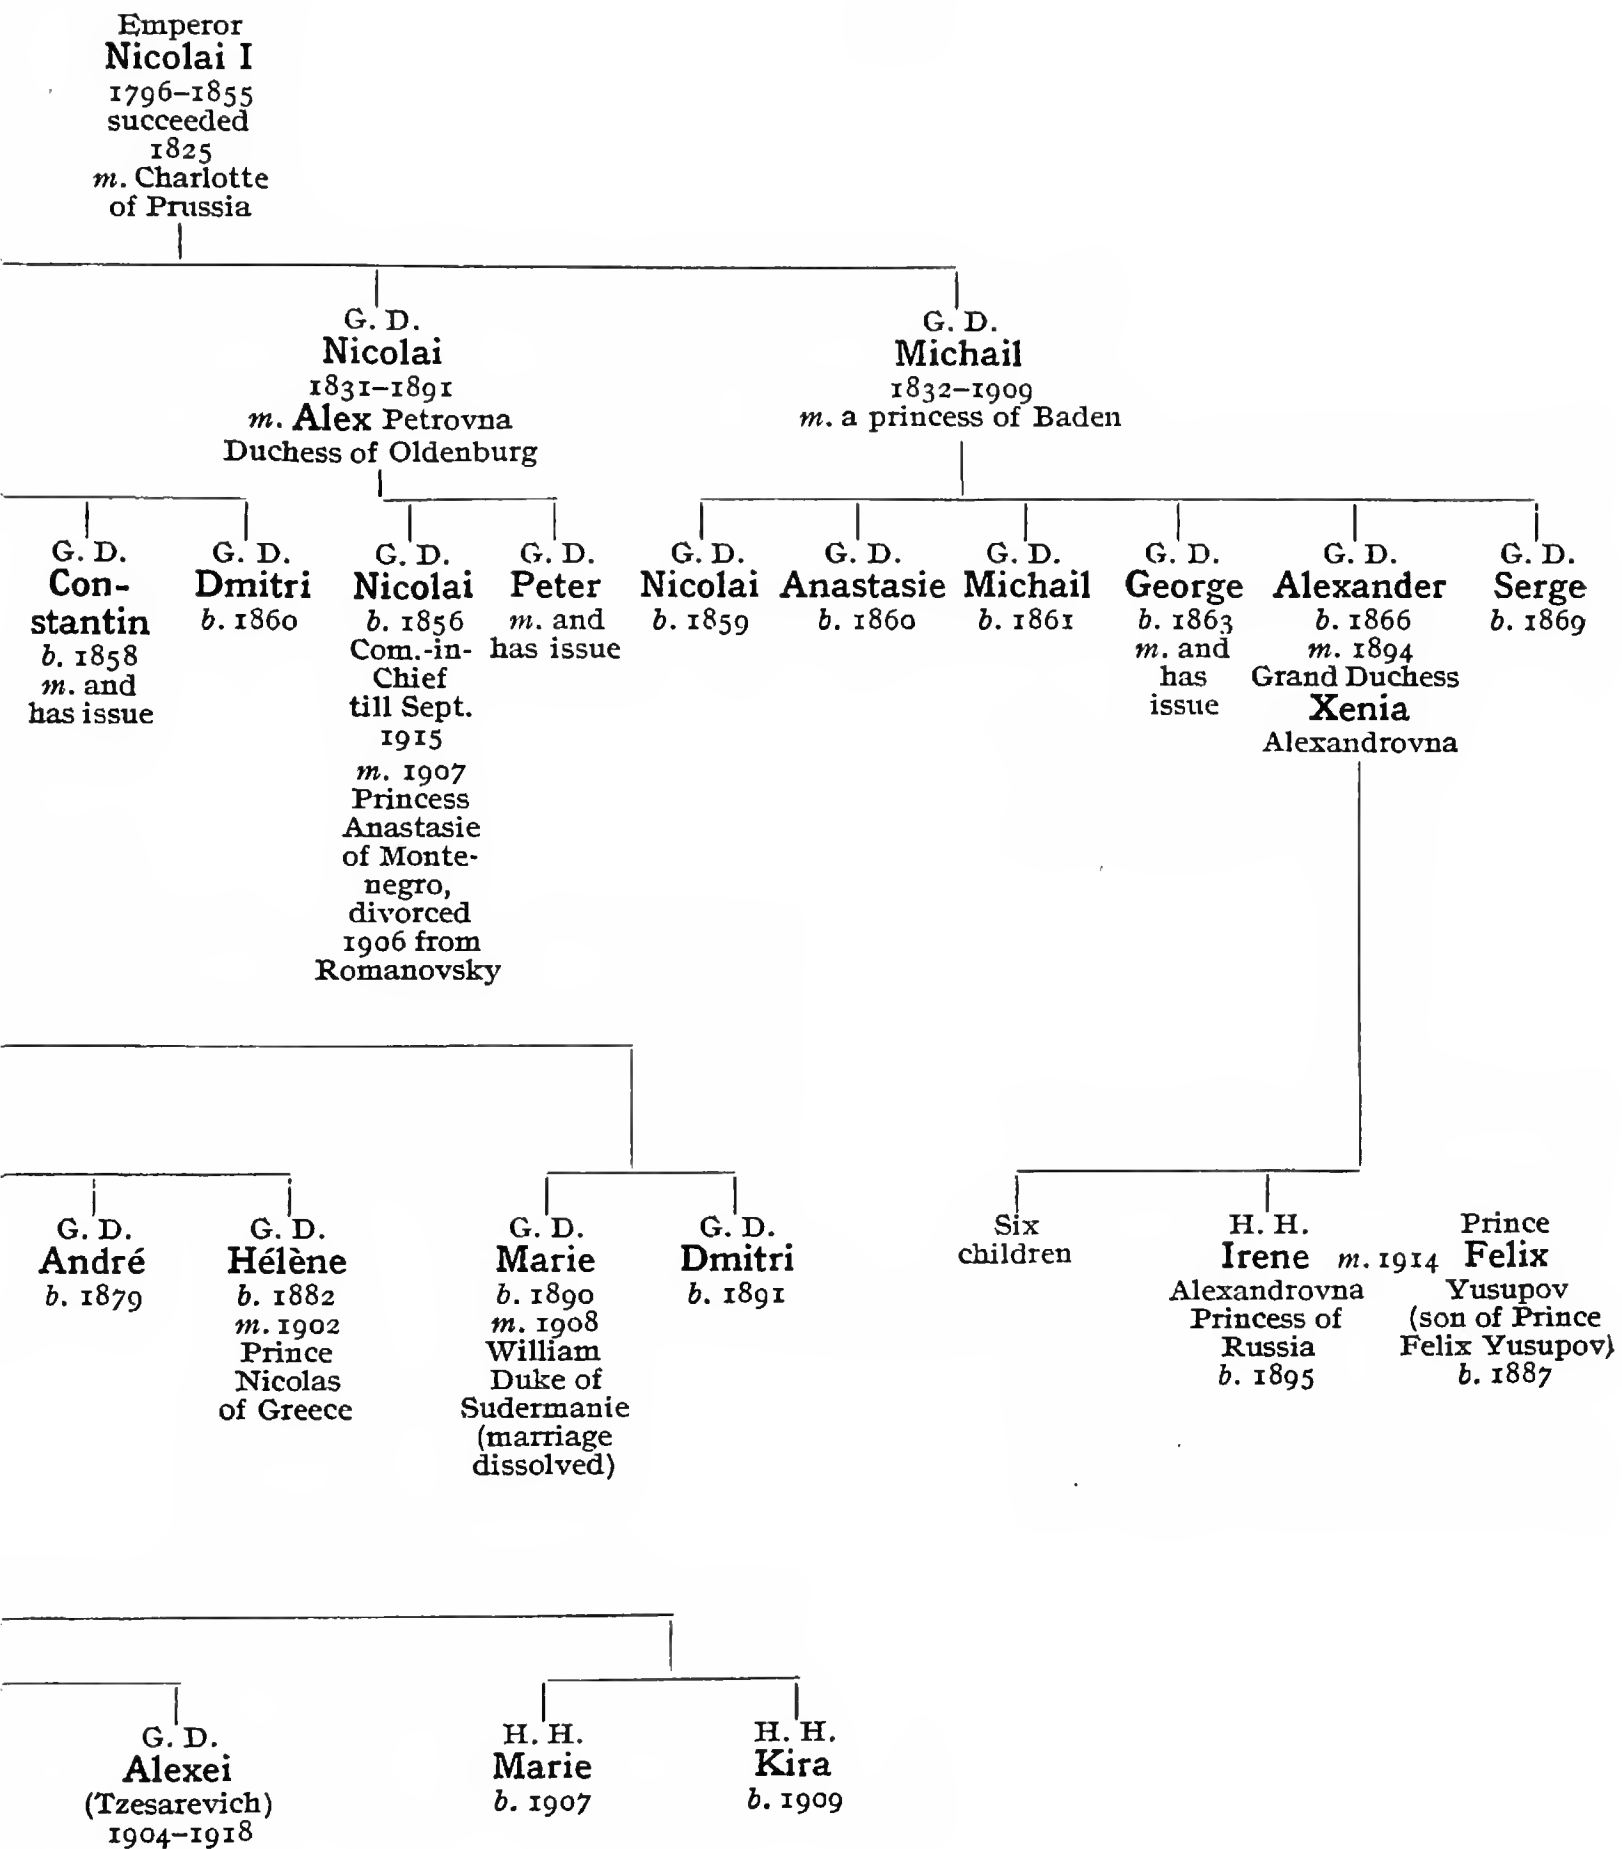 Emperor
Nicolai I
1796–1855
succeeded
1825
m. Charlotte
of Prussia
G. D.
Nicolai
1831–1891
m. Alex Petrovna
Duchess of Oldenburg
G. D.
Michail
1832–1909
m. a princess of Baden
G. D.
Con-
stantin
b. 1858
m. and
has issue
G. D.
Dmitri
b. 1860
G. D.
Nicolai
b. 1856
Com.-in-
Chief
till Sept.
1915
m. 1907
Princess
Anastasie
of Monte-
negro,
divorced
1906 from
Romanovsky
G. D.
Peter
m. and
has issue
G. D.
Nicolai
b. 1859
G. D.
Anastasie
b. 1860
G. D.
Michail
b. 1861
G. D.
George
b. 1863
m. and
has
issue
G. D.
Alexander
b. 1866
m. 1894
Grand Duchess
Xenia
Alexandrovna
G. D.
Serge
b. 1869
G. D.
André
b. 1879
G. D.
Hélène
b. 1882
m. 1902
Prince
Nicolas
of Greece
G. D.
Marie
b. 1890
m. 1908
William
Duke of
Sudermanie
(marriage
dissolved)
G. D.
Dmitri
b. 1891
Six
children
H. H.
Irene
Alexandrovna
Princess of
Russia
b. 1895
m. 1914
Prince
Felix
Yusupov
(son of Prince
Felix Yusupov)
b. 1887
G. D.
Alexei
(Tzesarevich)
1904–1918
H. H.
Marie
b. 1907
H. H.
Kira
b. 1909